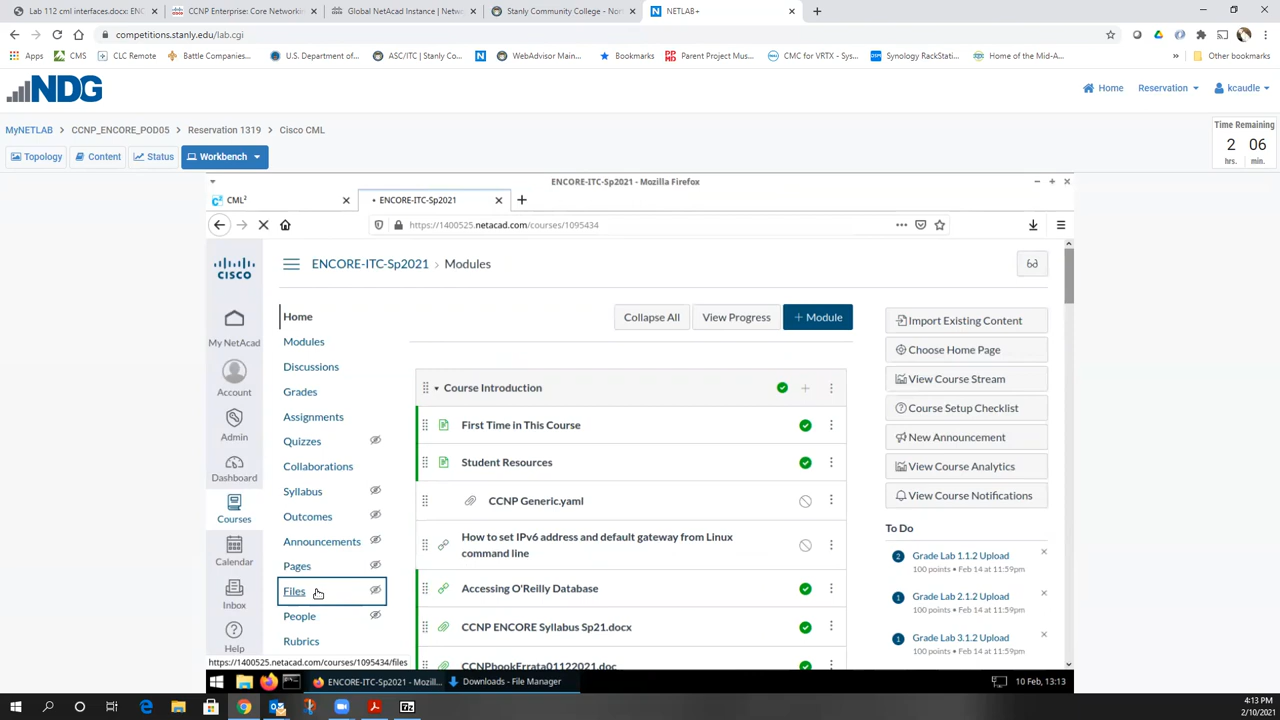 Lab 112 cml interfaces.docx: ENC
CCNP Enterprise: Core Networkin
Global NetAcad Instance | Netwo
Stanly Community College - Nort
NETLAB+
competitions.stanly.edu/lab.cgi
Apps
CMS
CLC Remote
Battle Companies...
U.S. Department of...
ASC/ITC | Stanly Co...
WebAdvisor Main...
Bookmarks
Parent Project Mus...
CMC for VRTX - Sys...
Synology RackStati...
Home of the Mid-A...
»
Other bookmarks
NDG
Home
Reservation
kcaudle
MyNETLAB > CCNP_ENCORE_POD05 > Reservation 1319 > Cisco CML
Time Remaining
2 06
hrs. min.
Topology
Content
Status
Workbench
ENCORE-ITC-Sp2021 - Mozilla Firefox
CML²
ENCORE-ITC-Sp2021
https://1400525.netacad.com/courses/1095434
CISCO
My NetAcad
Account
Admin
Dashboard
Courses
Calendar
Inbox
Help
ENCORE-ITC-Sp2021 > Modules
Home
Modules
Discussions
Grades
Assignments
Quizzes
Collaborations
Syllabus
Outcomes
Announcements
Pages
Files
People
Rubrics
https://1400525.netacad.com/courses/1095434/files
Collapse All
View Progress
+ Module
Course Introduction
First Time in This Course
Student Resources
CCNP Generic.yaml
How to set IPv6 address and default gateway from Linux
command line
Accessing O'Reilly Database
CCNP ENCORE Syllabus Sp21.docx
CCNPbookErrata01122021.doc
Import Existing Content
Choose Home Page
View Course Stream
Course Setup Checklist
New Announcement
View Course Analytics
View Course Notifications
To Do
2 Grade Lab 1.1.2 Upload
100 points • Feb 14 at 11:59pm
1 Grade Lab 2.1.2 Upload
100 points • Feb 14 at 11:59pm
1 Grade Lab 3.1.2 Upload
100 points • Feb 14 at 11:59pm
ENCORE-ITC-Sp2021 - Mozill...
Downloads - File Manager
10 Feb, 13:13
4:13 PM
2/10/2021